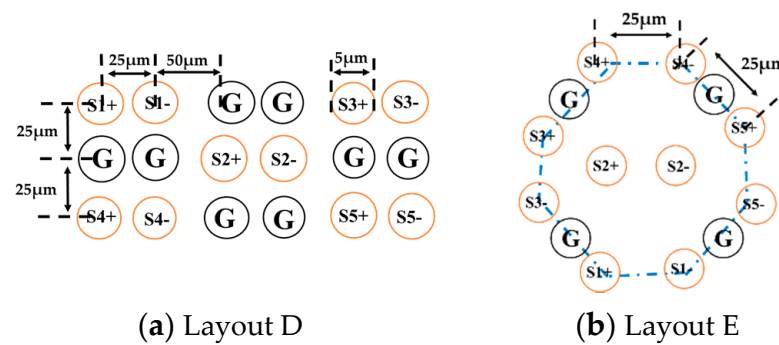 25μm 50μm 5μm
S1+ S1- G G S3+ S3-
25μm
G G S2+ S2- G G
25μm
S4+ S4- G G S5+ S5-
(a) Layout D
25μm
S4+ S4-
25μm
G G
S3+ S5+
S2+ S2-
S3- S5-
G G
S1+ S1-
(b) Layout E